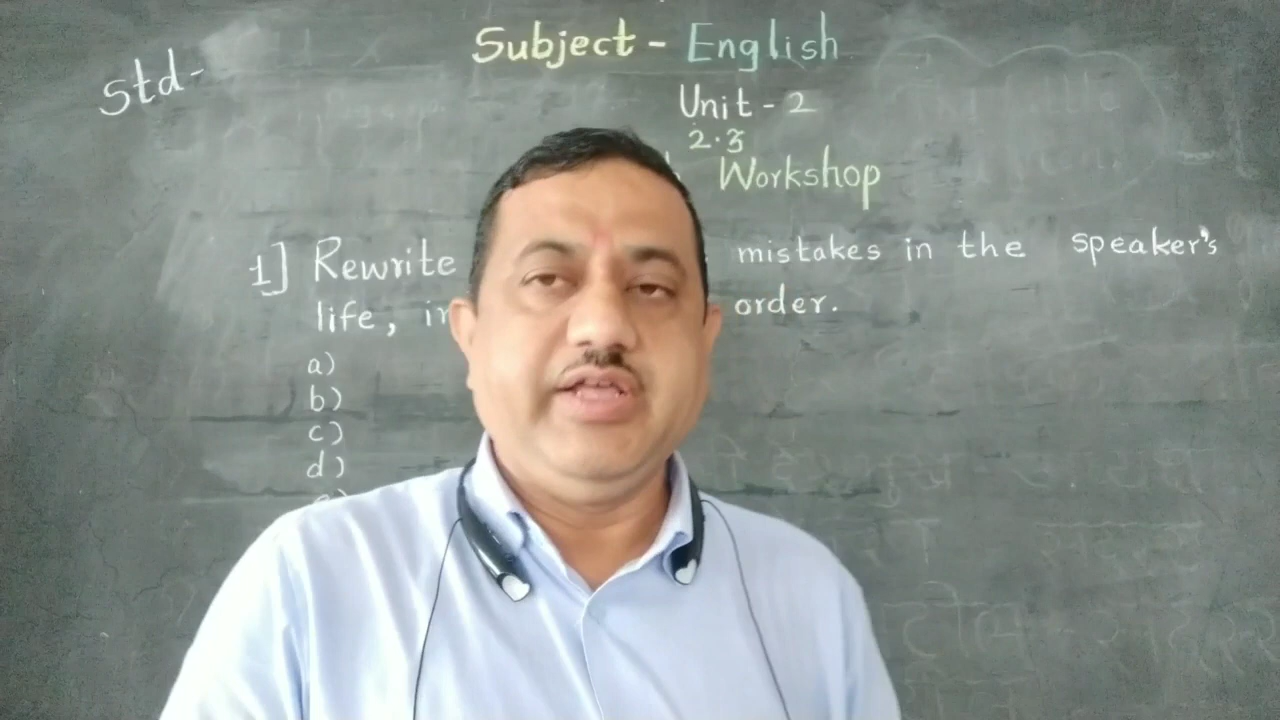 Std-
Subject - English
Unit - 2
2.3
Workshop
1] Rewrite mistakes in the speaker's
life, in order.
a)
b)
c)
d)
e)